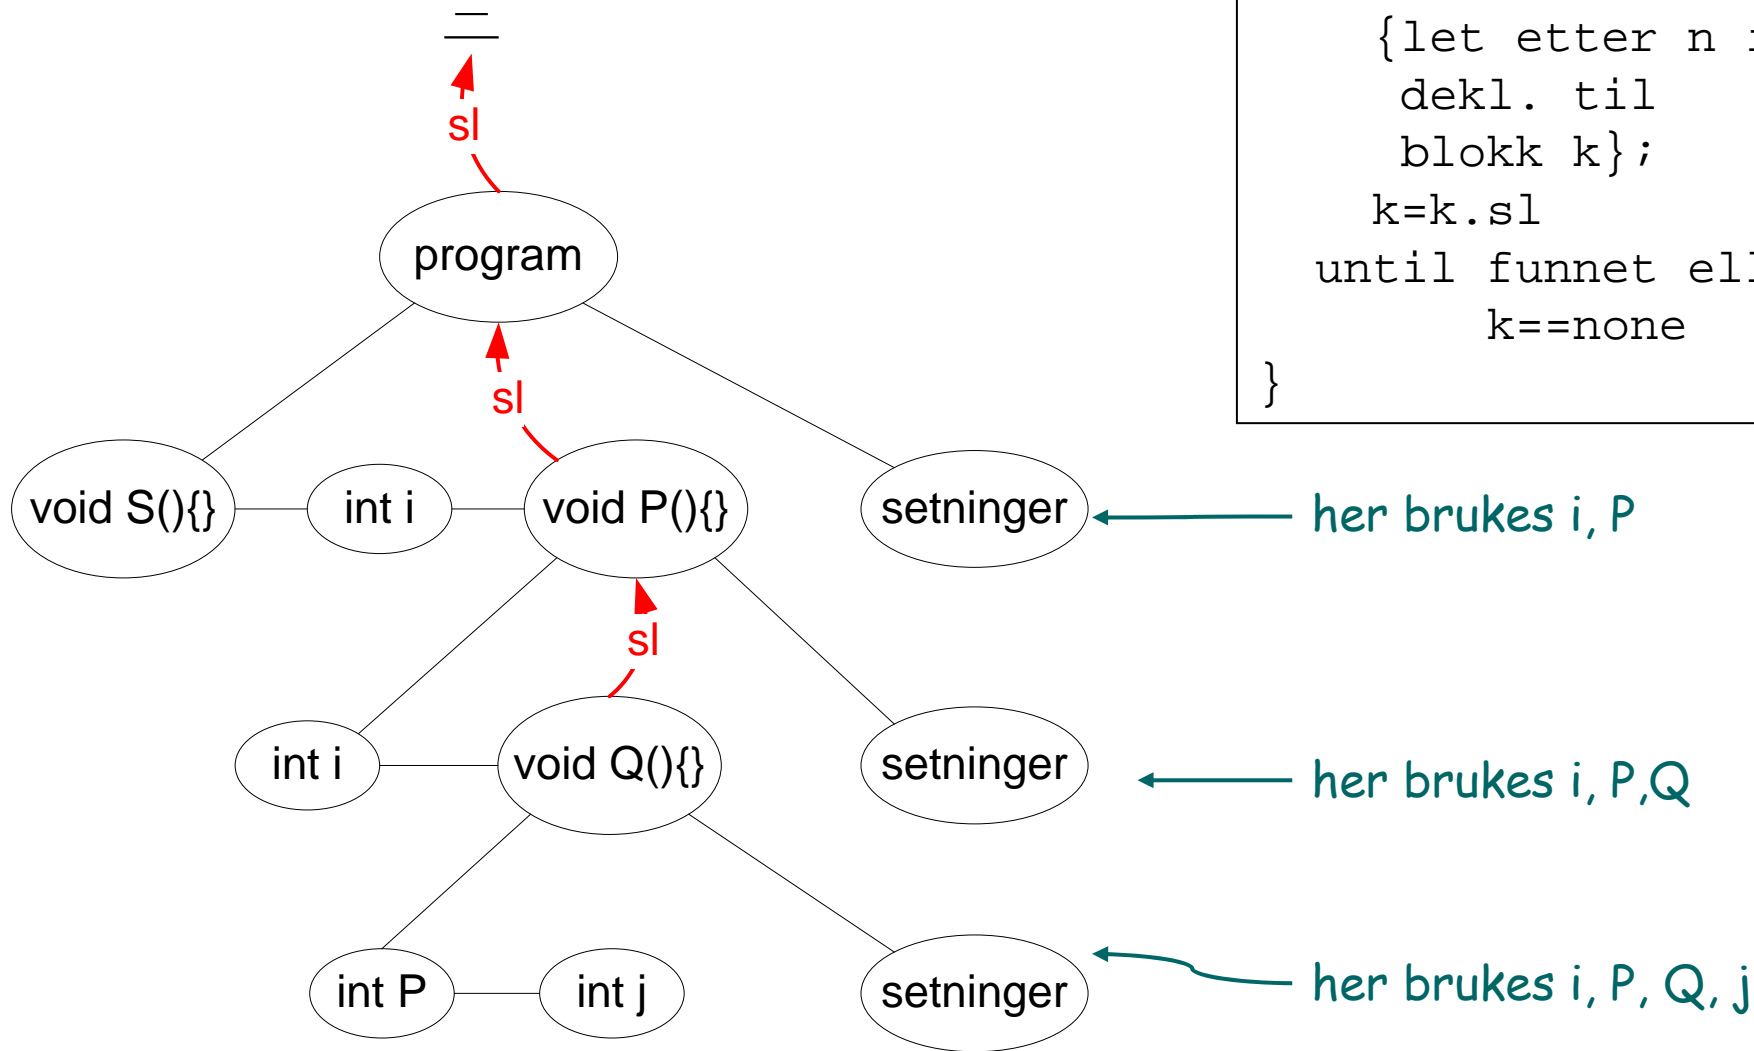 {let etter n
dekl. til
blokk k};
k=k.sl
until funnet
k==none
}
sl
program
sl
void S(){}
int i
void P(){}
setninger
her brukes i, P
sl
int i
void Q(){}
setninger
her brukes i, P,Q
int P
int j
setninger
her brukes i, P, Q, j